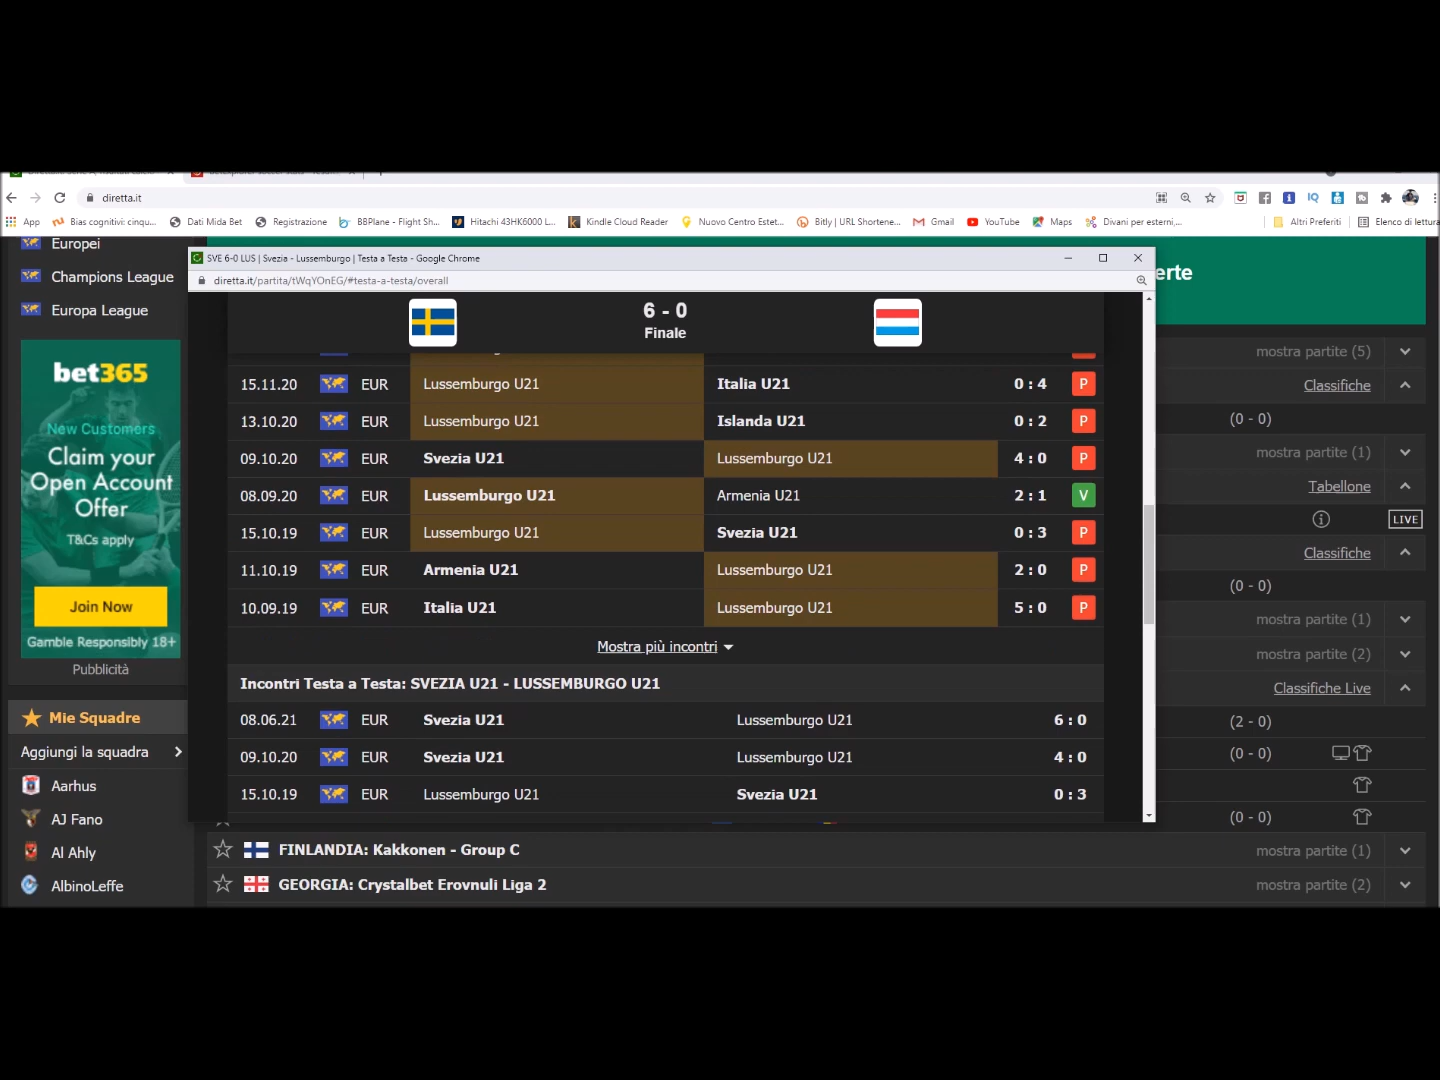 diretta.it
App
Bias cognitivi: cinqu...
Dati Mida Bet
Registrazione
BBPlane - Flight Sh...
Hitachi 43HK6000 L...
Kindle Cloud Reader
Nuovo Centro Estet...
Bitly | URL Shortene...
Gmail
YouTube
Maps
Divani per esterni,...
Altri Preferiti
Elenco di lettura
Europei
Champions League
Europa League
bet365
New Customers
Claim your
Open Account
Offer
T&Cs apply
Join Now
Gamble Responsibly 18+
Pubblicità
Mie Squadre
Aggiungi la squadra
Aarhus
AJ Fano
Al Ahly
AlbinoLeffe
SVE 6-0 LUS | Svezia - Lussemburgo | Testa a Testa - Google Chrome
diretta.it/partita/tWqYOnEG/#testa-a-testa/overall
6 - 0
Finale
15.11.20 EUR Lussemburgo U21 Italia U21 0 : 4 P
13.10.20 EUR Lussemburgo U21 Islanda U21 0 : 2 P
09.10.20 EUR Svezia U21 Lussemburgo U21 4 : 0 P
08.09.20 EUR Lussemburgo U21 Armenia U21 2 : 1 V
15.10.19 EUR Lussemburgo U21 Svezia U21 0 : 3 P
11.10.19 EUR Armenia U21 Lussemburgo U21 2 : 0 P
10.09.19 EUR Italia U21 Lussemburgo U21 5 : 0 P
Mostra più incontri
Incontri Testa a Testa: SVEZIA U21 - LUSSEMBURGO U21
08.06.21 EUR Svezia U21 Lussemburgo U21 6 : 0
09.10.20 EUR Svezia U21 Lussemburgo U21 4 : 0
15.10.19 EUR Lussemburgo U21 Svezia U21 0 : 3
erte
mostra partite (5)
Classifiche
(0 - 0)
mostra partite (1)
Tabellone
LIVE
Classifiche
(0 - 0)
mostra partite (1)
mostra partite (2)
Classifiche Live
(2 - 0)
(0 - 0)
(0 - 0)
FINLANDIA: Kakkonen - Group C mostra partite (1)
GEORGIA: Crystalbet Erovnuli Liga 2 mostra partite (2)